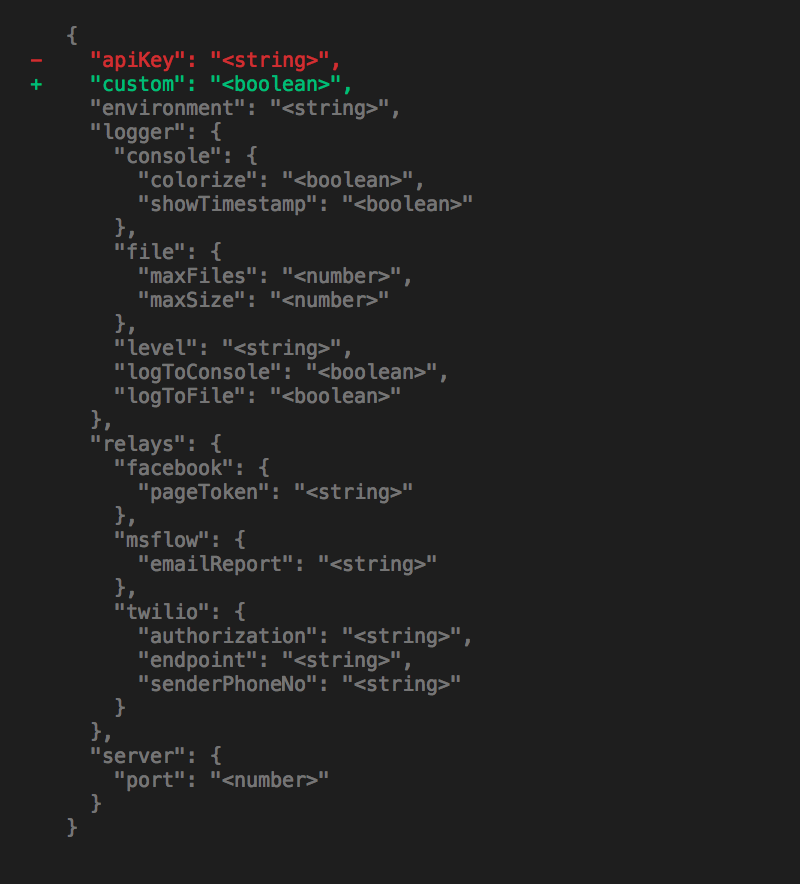 {
-   "apiKey": "<string>",
+   "custom": "<boolean>",
    "environment": "<string>",
    "logger": {
      "console": {
        "colorize": "<boolean>",
        "showTimestamp": "<boolean>"
      },
      "file": {
        "maxFiles": "<number>",
        "maxSize": "<number>"
      },
      "level": "<string>",
      "logToConsole": "<boolean>",
      "logToFile": "<boolean>"
    },
    "relays": {
      "facebook": {
        "pageToken": "<string>"
      },
      "msflow": {
        "emailReport": "<string>"
      },
      "twilio": {
        "authorization": "<string>",
        "endpoint": "<string>",
        "senderPhoneNo": "<string>"
      }
    },
    "server": {
      "port": "<number>"
    }
  }